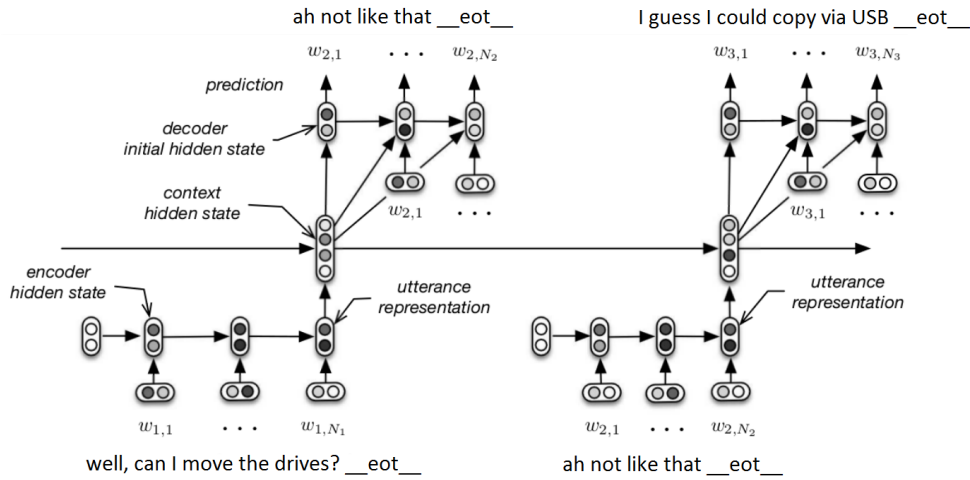 ah not like that __eot__
I guess I could copy via USB __eot__
w2,1 · · · w2,N2
w3,1 · · · w3,N3
prediction
decoder
initial hidden state
context
hidden state
w2,1 · · ·
w3,1 · · ·
encoder
hidden state
utterance
representation
utterance
representation
w1,1 · · · w1,N1
w2,1 · · · w2,N2
well, can I move the drives? __eot__
ah not like that __eot__